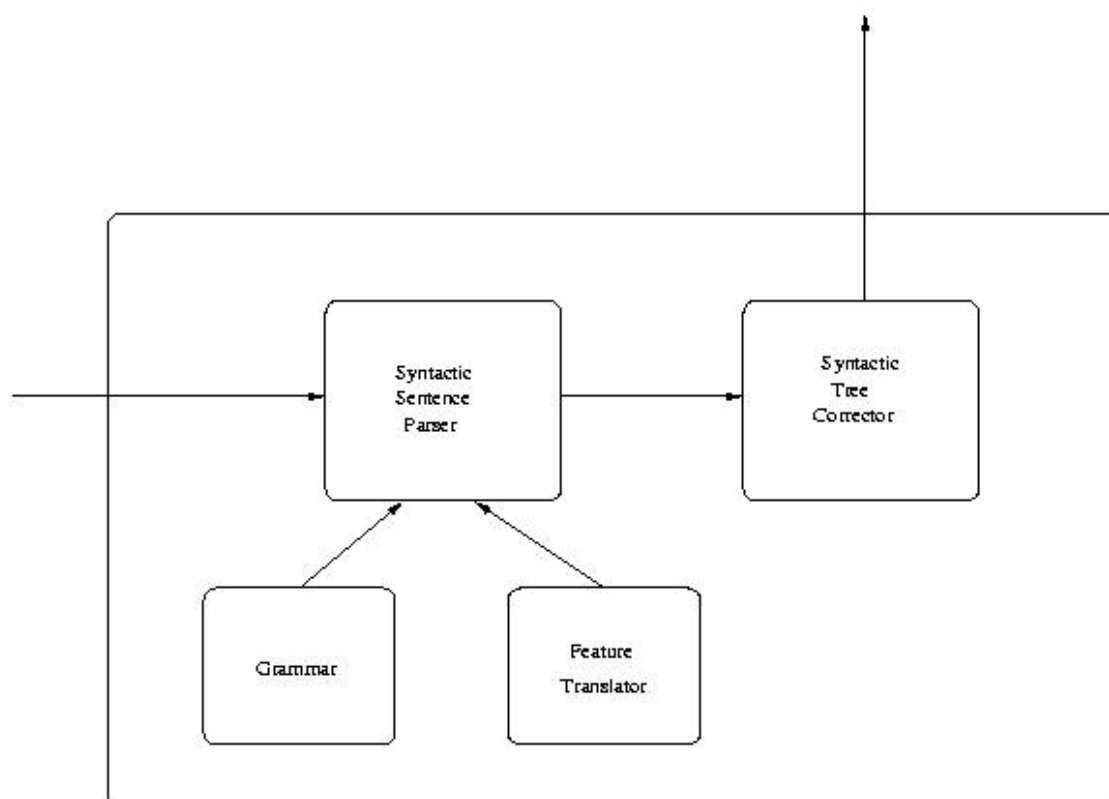 Syntactic
Sentence
Parser
Syntactic
Tree
Corrector
Grammar
Feature
Translator